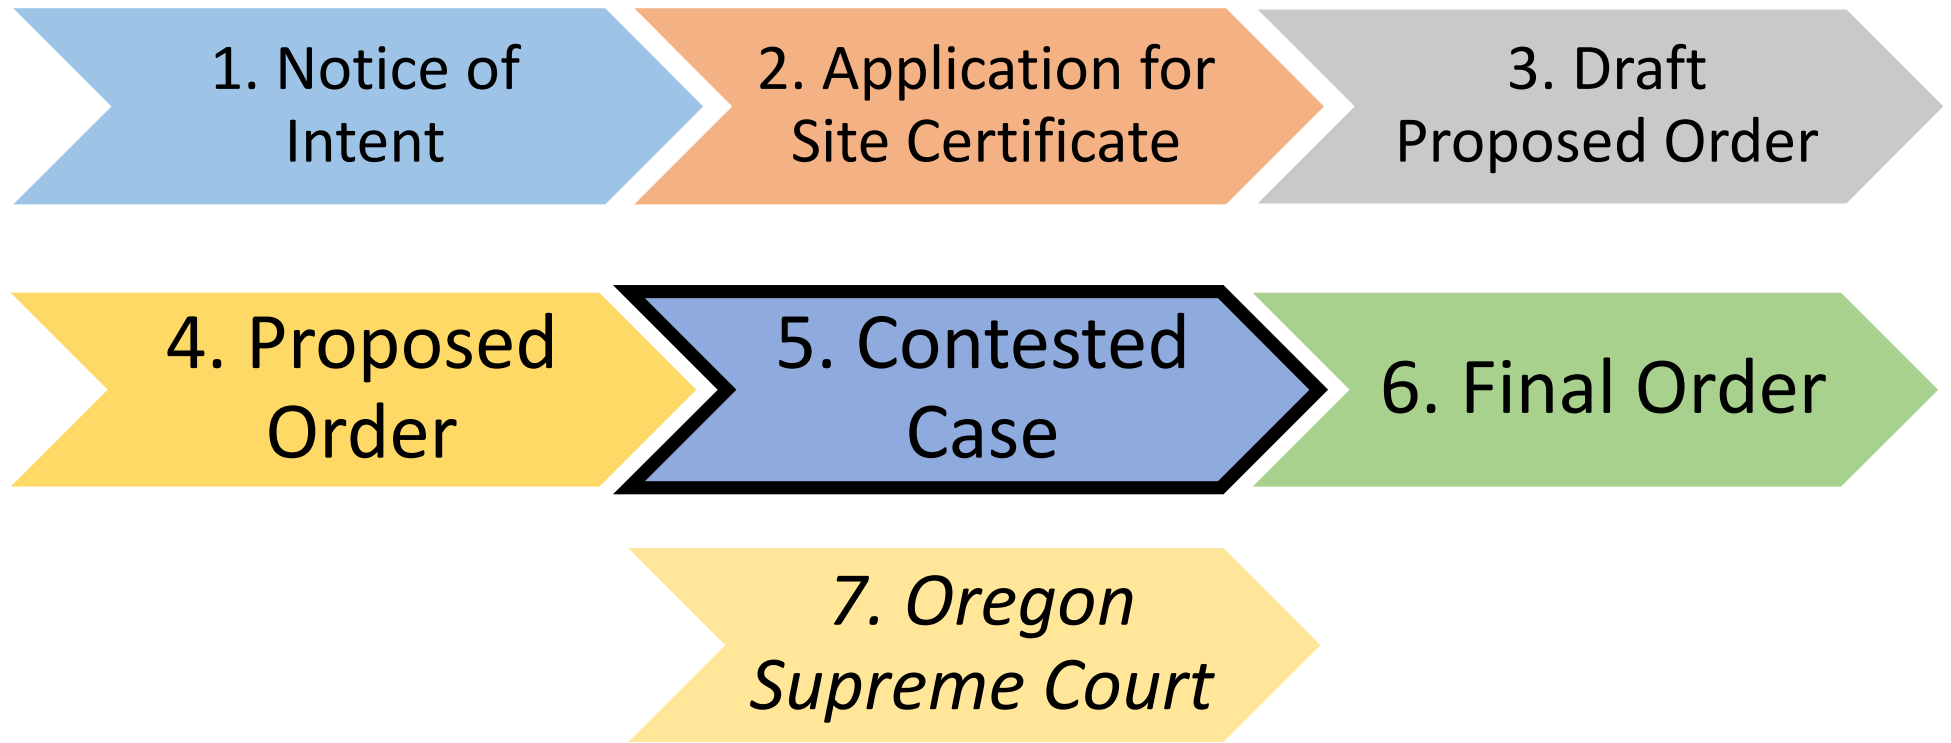 1. Notice of
Intent
2. Application for
Site Certificate
3. Draft
Proposed Order
4. Proposed
Order
5. Contested
Case
6. Final Order
7. Oregon
Supreme Court